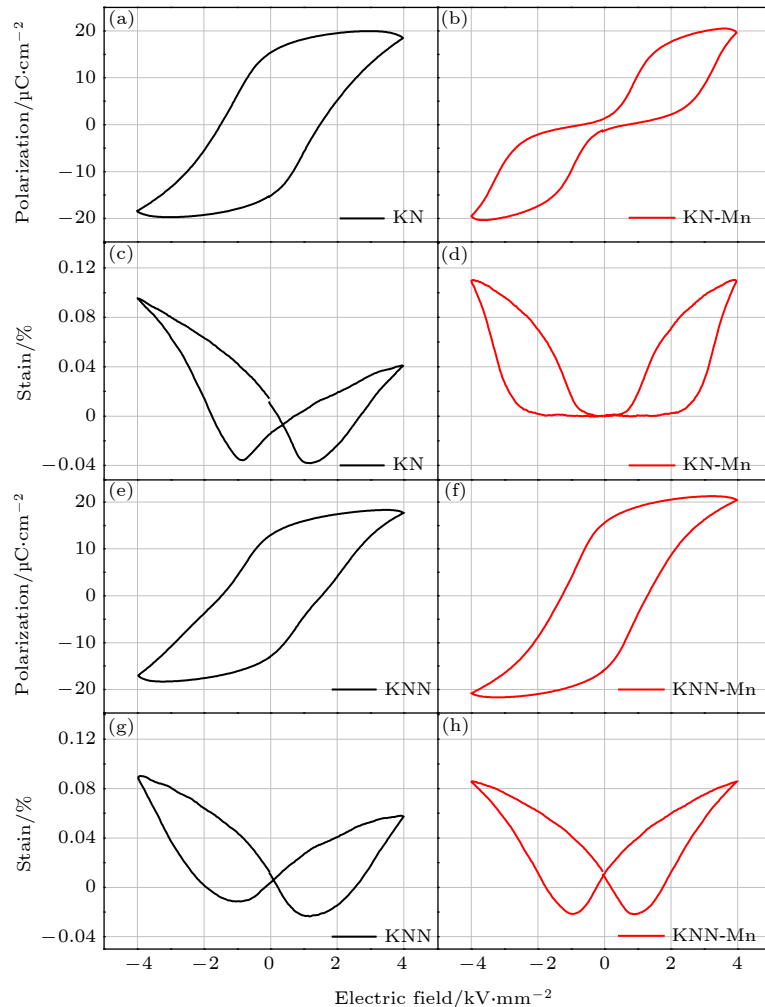 (a) (b)
20
10
0
−10
−20
Polarization/µC·cm−2
KN KN-Mn
(c) (d)
0.12
0.08
0.04
0
−0.04
Stain/%
KN KN-Mn
(e) (f)
20
10
0
−10
−20
Polarization/µC·cm−2
KNN KNN-Mn
(g) (h)
0.12
0.08
0.04
0
−0.04
Stain/%
KNN KNN-Mn
−4 −2 0 2 4 −4 −2 0 2 4
Electric field/kV·mm−2